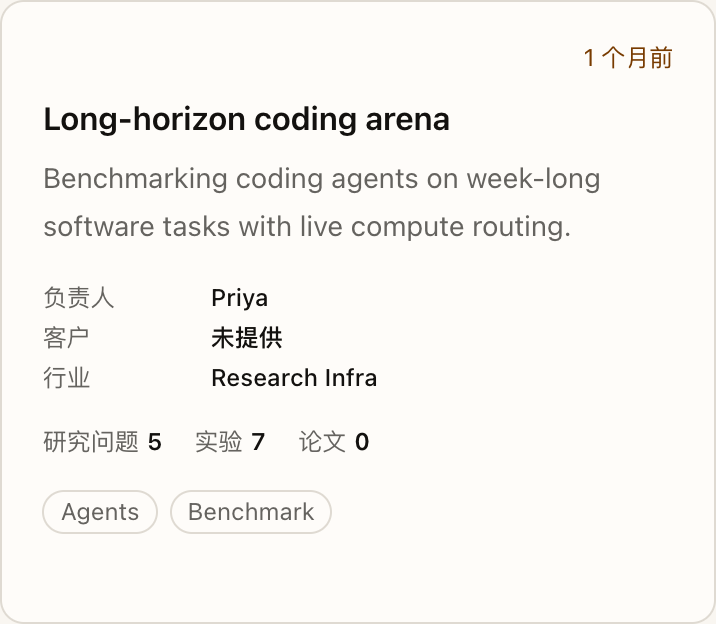 1 个月前
Long-horizon coding arena
Benchmarking coding agents on week-long
software tasks with live compute routing.
负责人 Priya
客户 未提供
行业 Research Infra
研究问题 5 实验 7 论文 0
Agents Benchmark